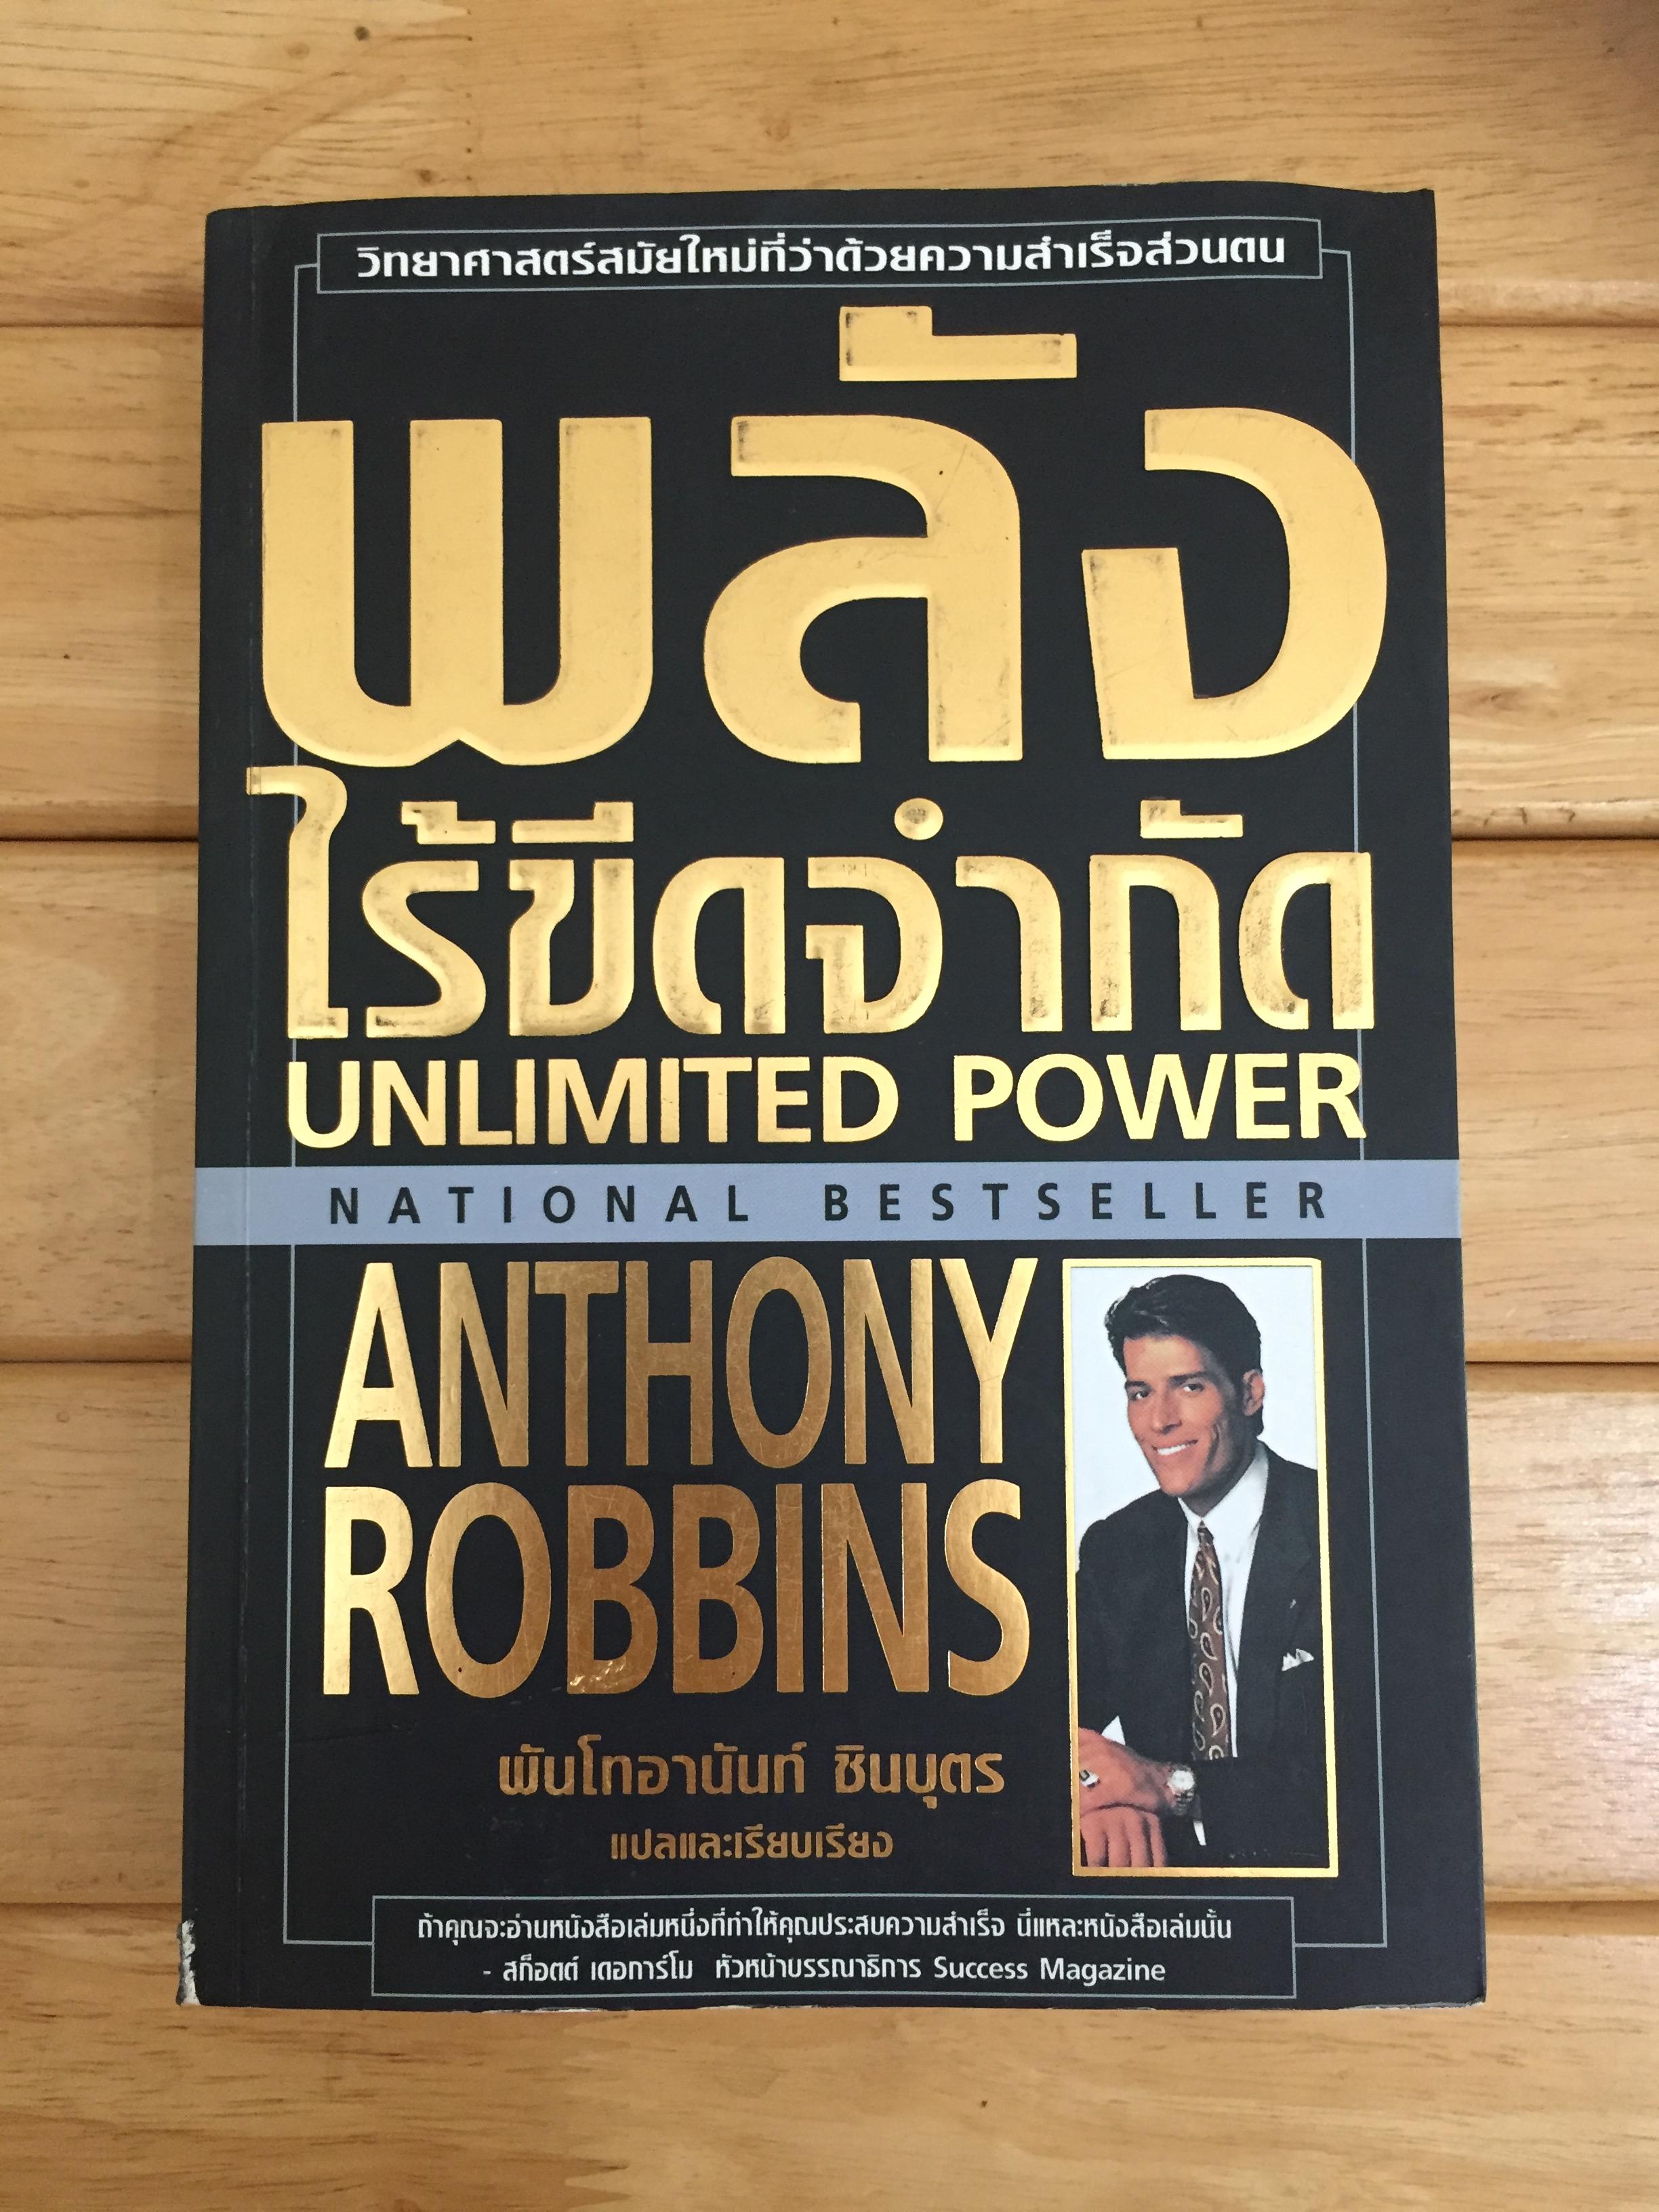 วิทยาศาสตร์สมัยใหม่ที่ว่าด้วยความสำเร็จส่วนตน
พลัง
ไร้ขีดจำกัด
UNLIMITED POWER
NATIONAL BESTSELLER
ANTHONY
ROBBINS
พันโทอานันท์ ชินบุตร
แปลและเรียบเรียง
ถ้าคุณจะอ่านหนังสือเล่มหนึ่งที่ทำให้คุณประสบความสำเร็จ นี่แหละหนังสือเล่มนั้น
- สก็อตต์ เดอการ์โม หัวหน้าบรรณาธิการ Success Magazine